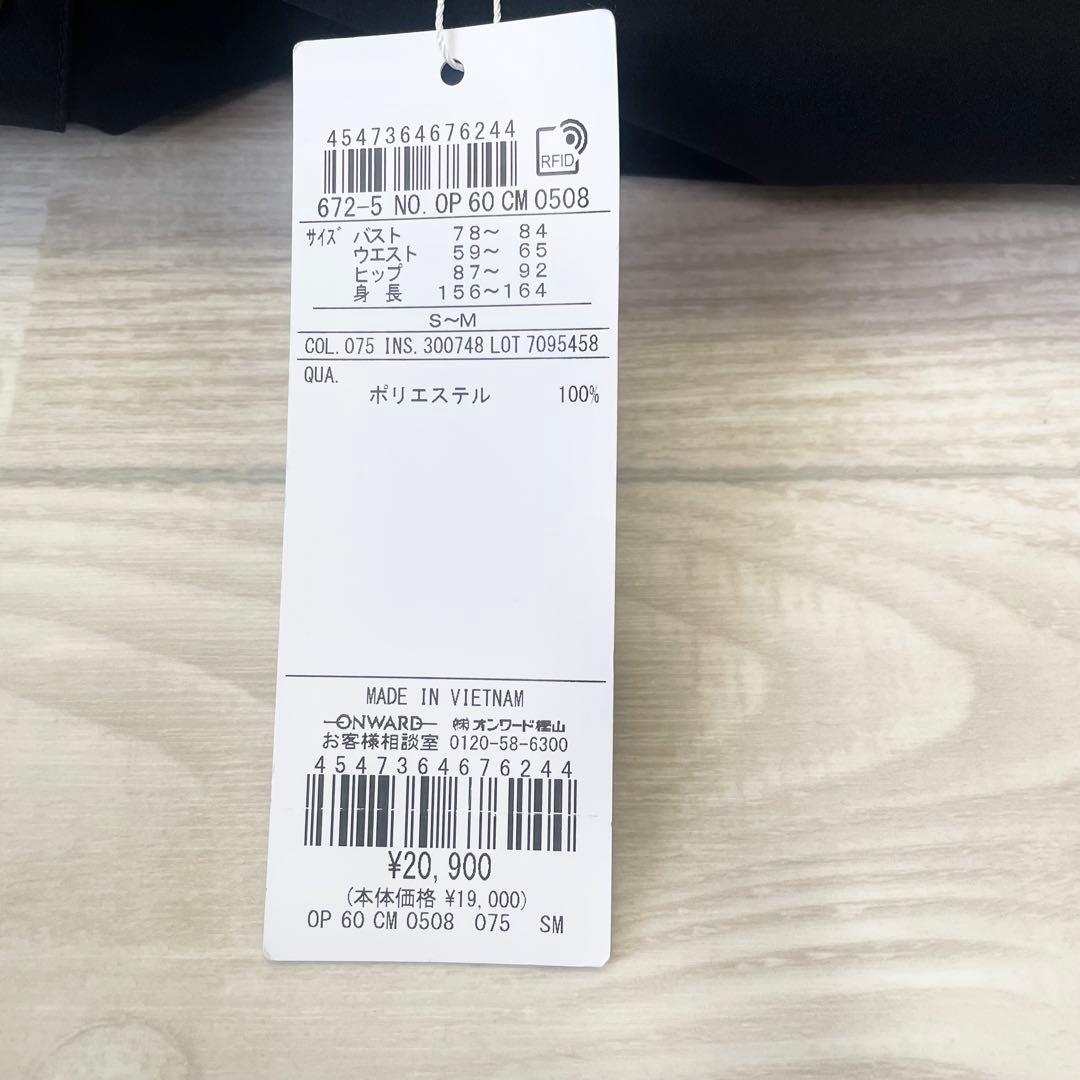 4547364676244
RFID
672-5 NO. OP 60 CM 0508
ｻｲｽﾞ バスト 78～ 84
ウエスト 59～ 65
ヒップ 87～ 92
身 長 156～164
S～M
COL. 075 INS. 300748 LOT 7095458
QUA.
ポリエステル 100%
MADE IN VIETNAM
ONWARD ㈱オンワード樫山
お客様相談室 0120-58-6300
4547364676244
¥20,900
(本体価格 ¥19,000)
OP 60 CM 0508 075 SM